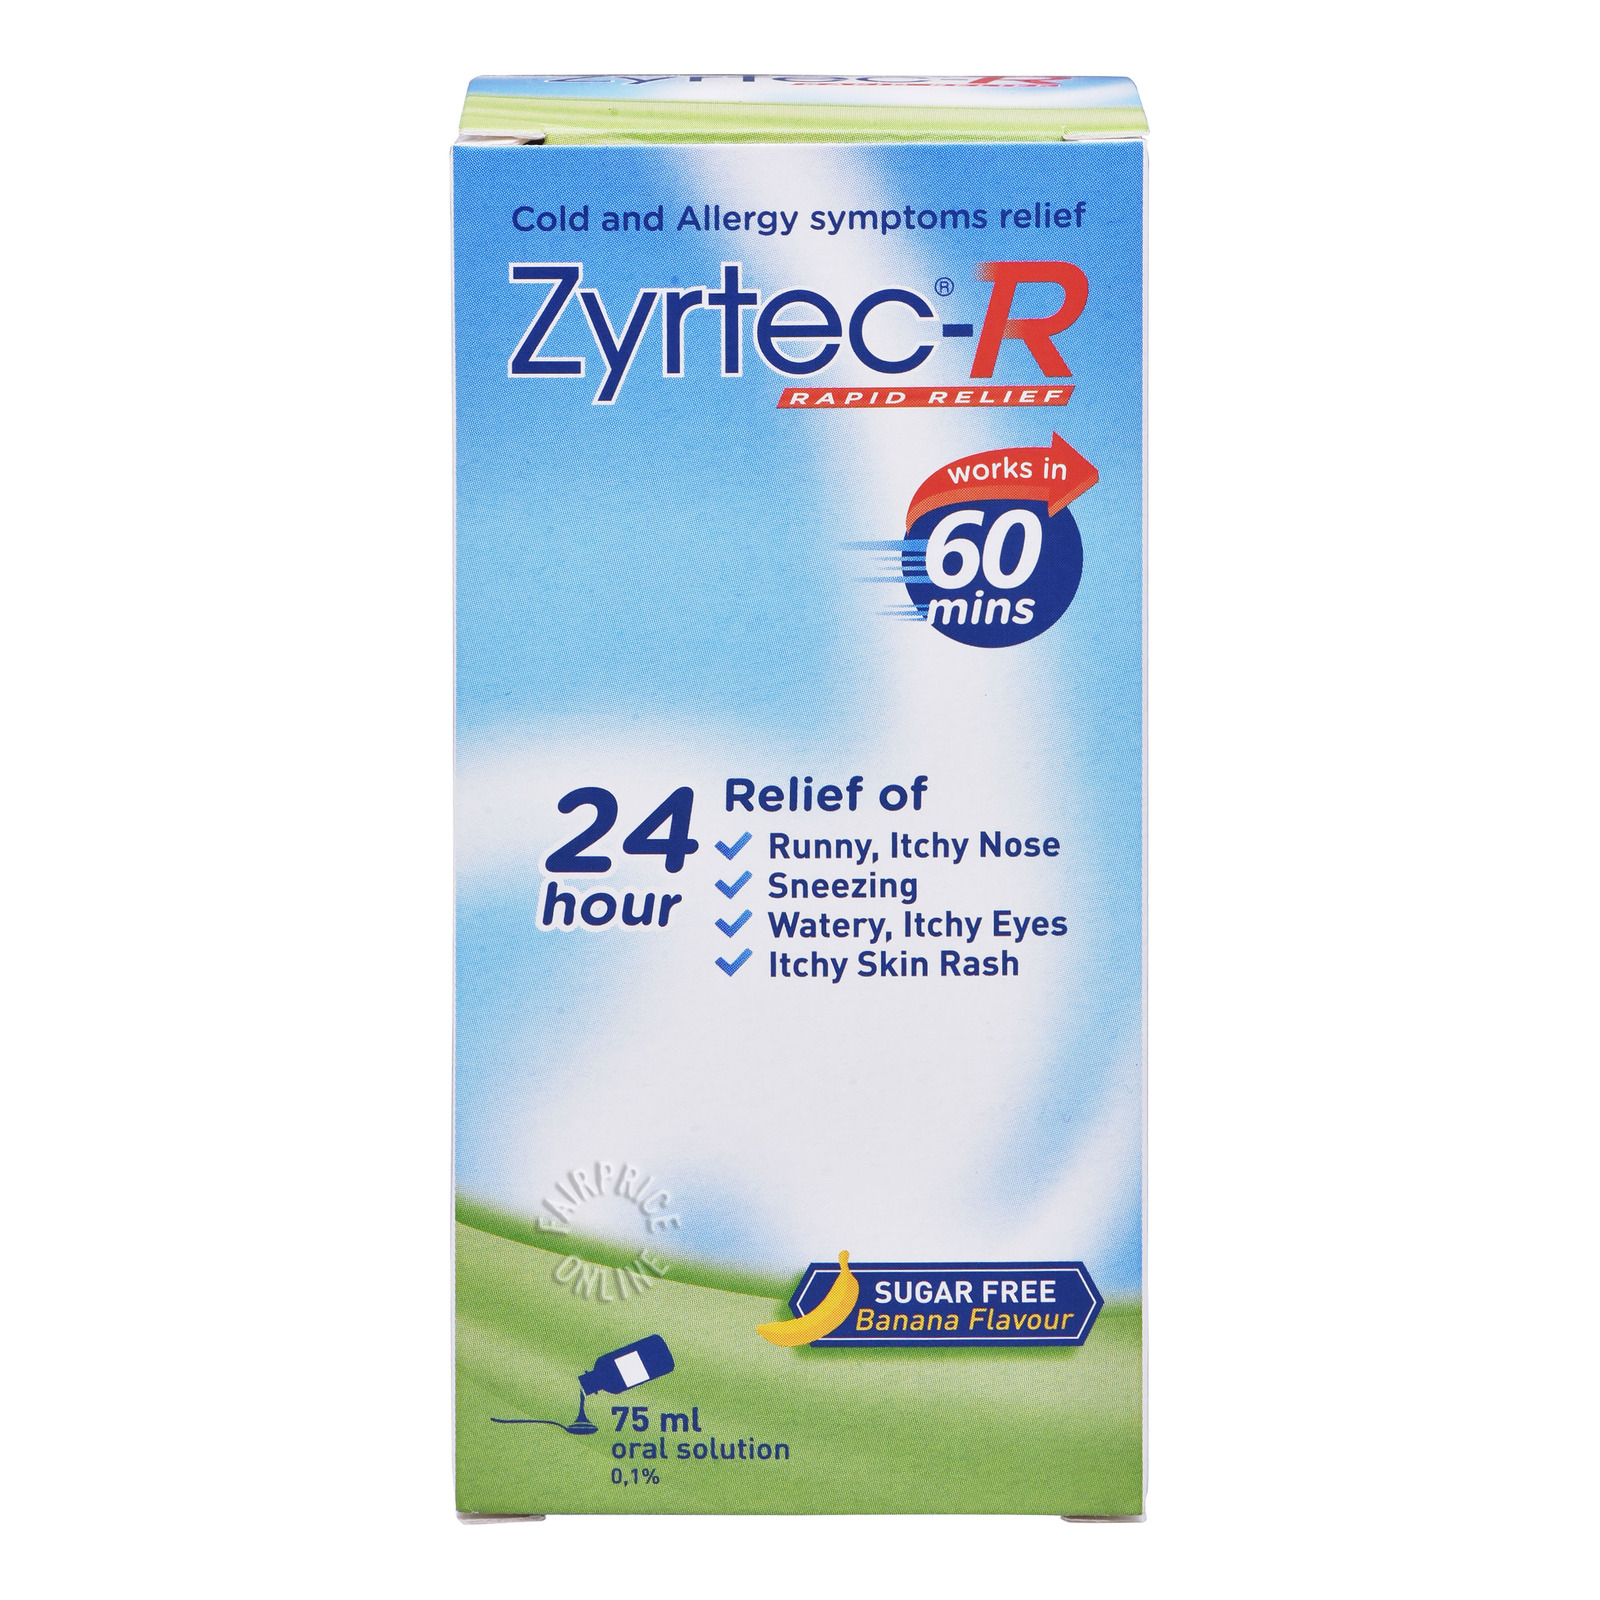 Zyrtec-R
Cold and Allergy symptoms relief
Zyrtec®-R
RAPID RELIEF
works in
60
mins
24
hour
Relief of
Runny, Itchy Nose
Sneezing
Watery, Itchy Eyes
Itchy Skin Rash
FAIRPRICE
ONLINE
SUGAR FREE
Banana Flavour
75 ml
oral solution
0,1%